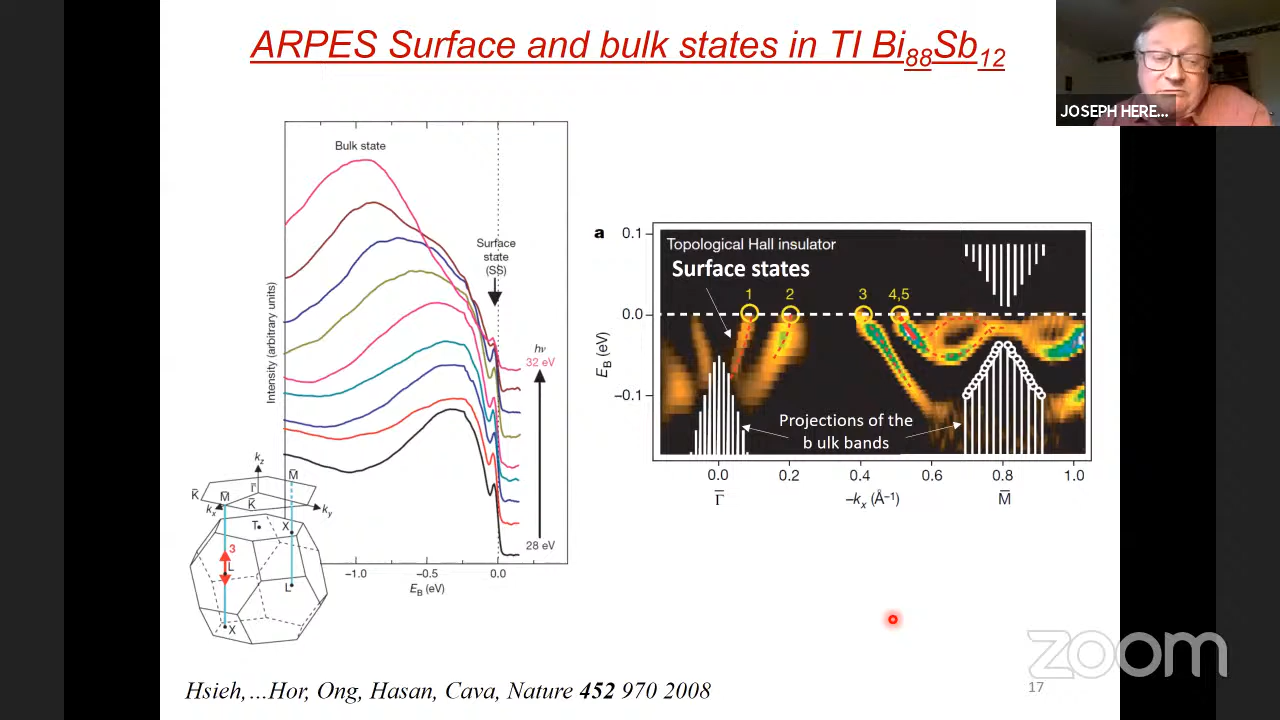 ARPES Surface and bulk states in TI Bi88Sb12
JOSEPH HERE...
Bulk state
Surface
state
(SS)
Intensity (arbitrary units)
hν
32 eV
28 eV
−1.0 −0.5 0.0
EB (eV)
kz
M̄
K̄ M̄ Γ̄
kx K̄ ky
T X
3
L
L
X
a
0.1
0.0
−0.1
EB (eV)
Topological Hall insulator
Surface states
1 2 3 4,5
Projections of the
b ulk bands
0.0 0.2 0.4 0.6 0.8 1.0
Γ̄ −kx (Å−1) M̄
zoom
17
Hsieh,…Hor, Ong, Hasan, Cava, Nature 452 970 2008